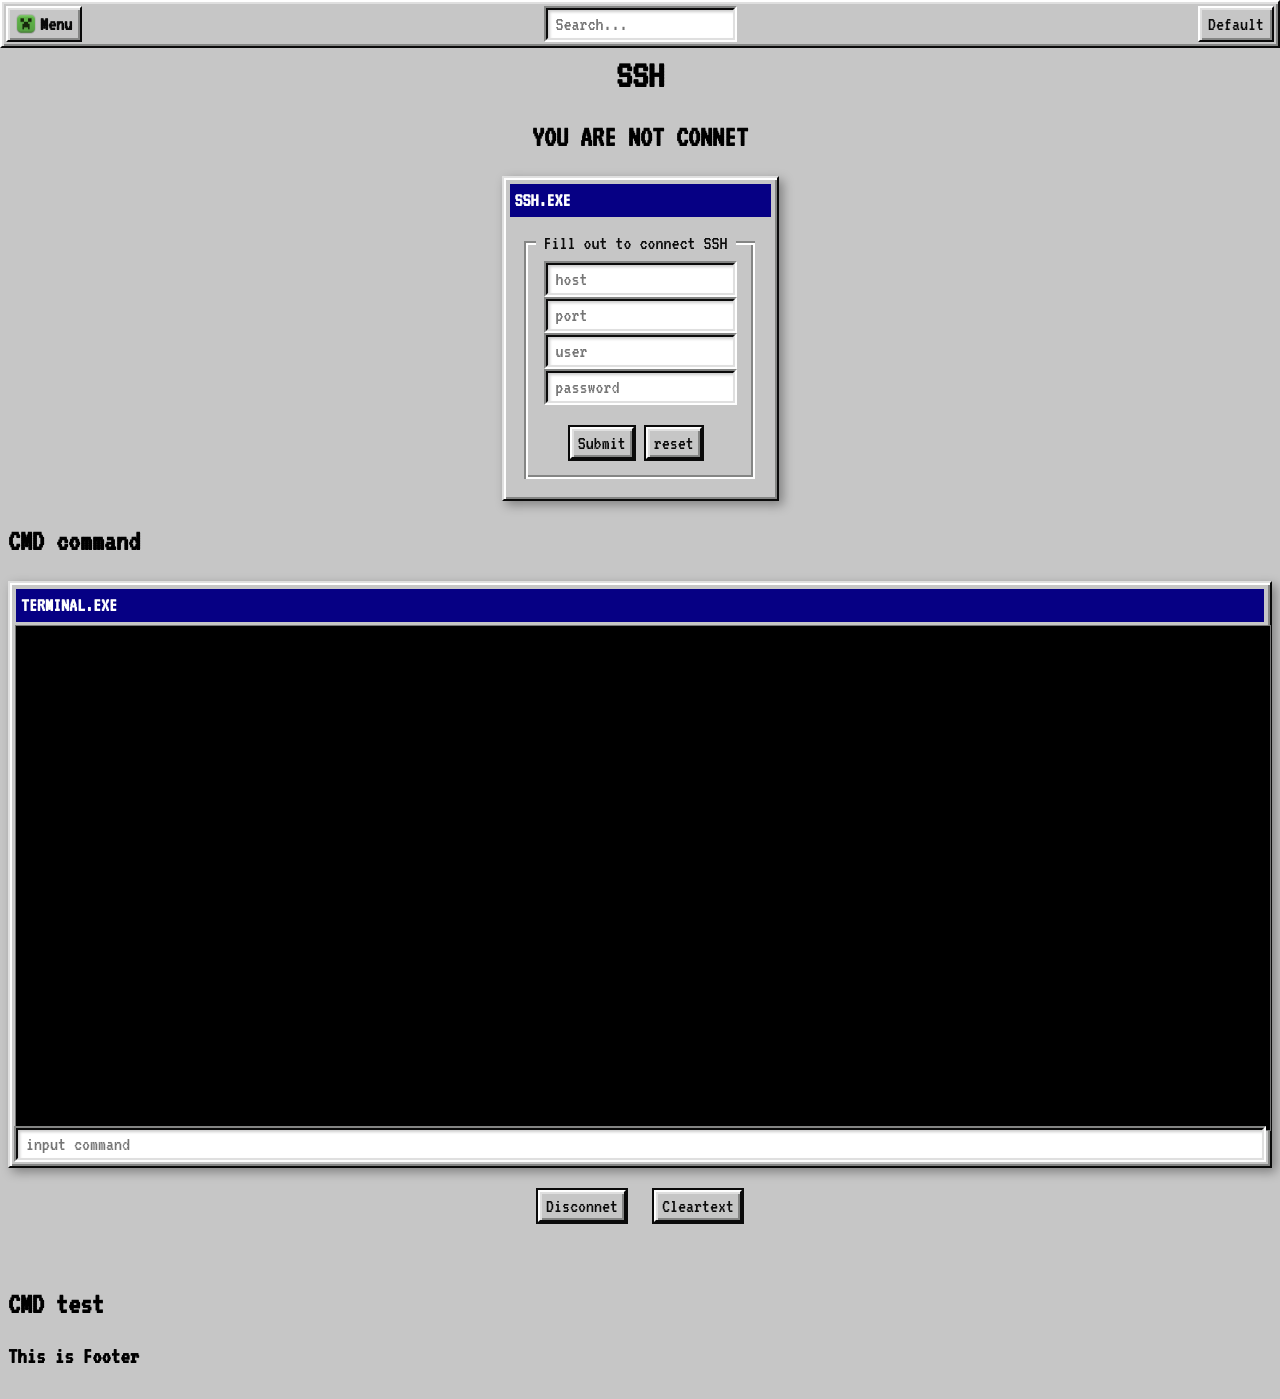 Menu
Search...
Default
SSH
YOU ARE NOT CONNET
SSH.EXE
Fill out to connect SSH
host
port
user
password
Submit
reset
CMD command
TERMINAL.EXE
input command
Disconnet
Cleartext
CMD test
This is Footer